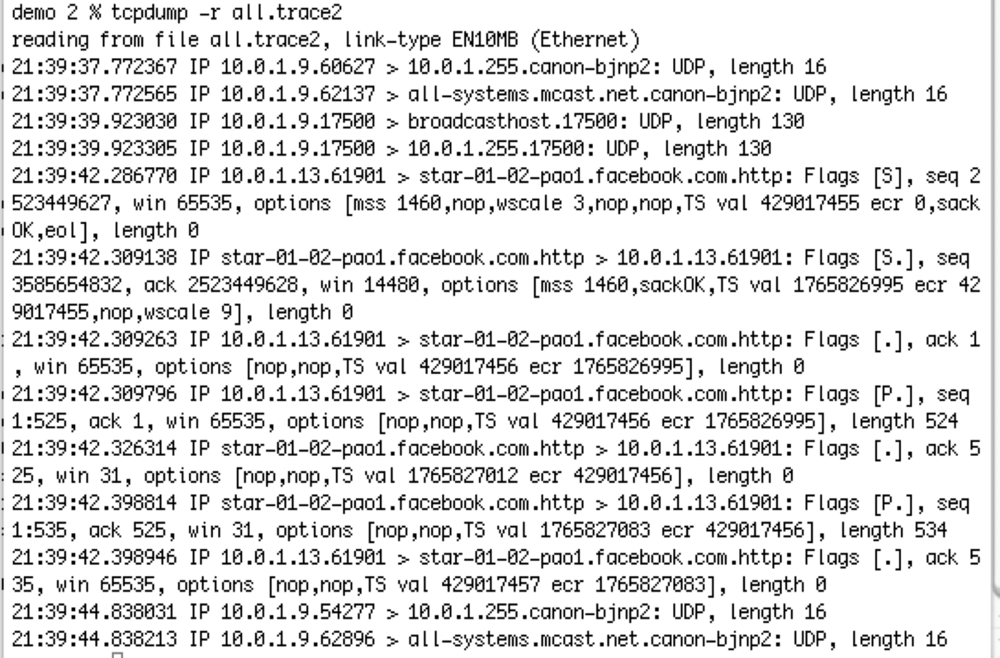 demo 2 % tcpdump -r all.trace2
reading from file all.trace2, link-type EN10MB (Ethernet)
21:39:37.772367 IP 10.0.1.9.60627 > 10.0.1.255.canon-bjnp2: UDP, length 16
21:39:37.772565 IP 10.0.1.9.62137 > all-systems.mcast.net.canon-bjnp2: UDP, length 16
21:39:39.923030 IP 10.0.1.9.17500 > broadcasthost.17500: UDP, length 130
21:39:39.923305 IP 10.0.1.9.17500 > 10.0.1.255.17500: UDP, length 130
21:39:42.286770 IP 10.0.1.13.61901 > star-01-02-pao1.facebook.com.http: Flags [S], seq 2
523449627, win 65535, options [mss 1460,nop,wscale 3,nop,nop,TS val 429017455 ecr 0,sack
OK,eol], length 0
21:39:42.309138 IP star-01-02-pao1.facebook.com.http > 10.0.1.13.61901: Flags [S.], seq
3585654832, ack 2523449628, win 14480, options [mss 1460,sackOK,TS val 1765826995 ecr 42
9017455,nop,wscale 9], length 0
21:39:42.309263 IP 10.0.1.13.61901 > star-01-02-pao1.facebook.com.http: Flags [.], ack 1
, win 65535, options [nop,nop,TS val 429017456 ecr 1765826995], length 0
21:39:42.309796 IP 10.0.1.13.61901 > star-01-02-pao1.facebook.com.http: Flags [P.], seq
1:525, ack 1, win 65535, options [nop,nop,TS val 429017456 ecr 1765826995], length 524
21:39:42.326314 IP star-01-02-pao1.facebook.com.http > 10.0.1.13.61901: Flags [.], ack 5
25, win 31, options [nop,nop,TS val 1765827012 ecr 429017456], length 0
21:39:42.398814 IP star-01-02-pao1.facebook.com.http > 10.0.1.13.61901: Flags [P.], seq
1:535, ack 525, win 31, options [nop,nop,TS val 1765827083 ecr 429017456], length 534
21:39:42.398946 IP 10.0.1.13.61901 > star-01-02-pao1.facebook.com.http: Flags [.], ack 5
35, win 65535, options [nop,nop,TS val 429017457 ecr 1765827083], length 0
21:39:44.838031 IP 10.0.1.9.54277 > 10.0.1.255.canon-bjnp2: UDP, length 16
21:39:44.838213 IP 10.0.1.9.62896 > all-systems.mcast.net.canon-bjnp2: UDP, length 16